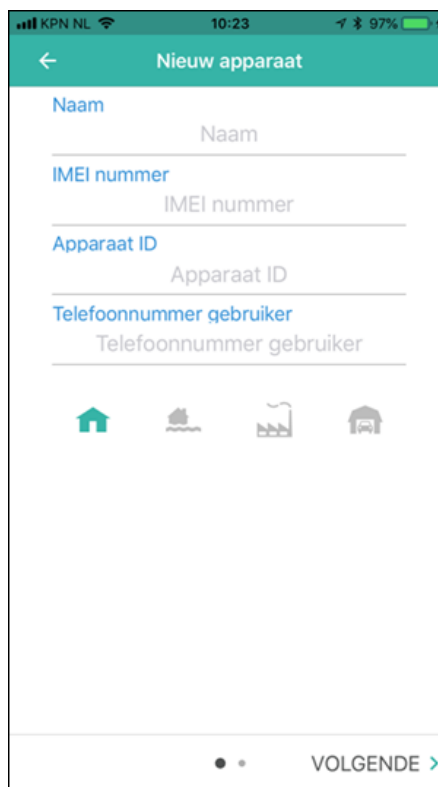 KPN NL 10:23 97%
Nieuw apparaat
Naam
Naam
IMEI nummer
IMEI nummer
Apparaat ID
Apparaat ID
Telefoonnummer gebruiker
Telefoonnummer gebruiker
VOLGENDE